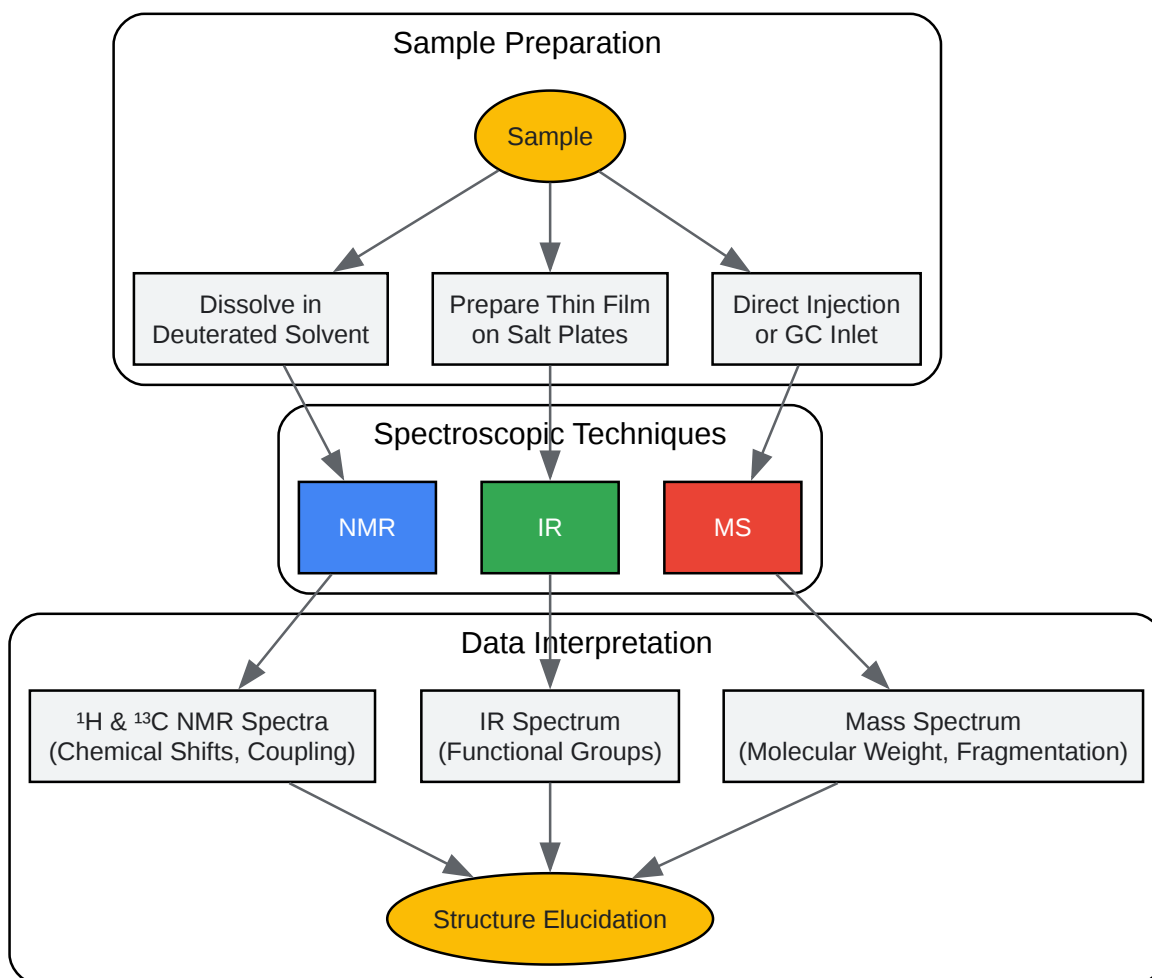 Sample Preparation
Sample
Dissolve in
Deuterated Solvent
Prepare Thin Film
on Salt Plates
Direct Injection
or GC Inlet
Spectroscopic Techniques
NMR
IR
MS
Data Interpretation
¹H & ¹³C NMR Spectra
(Chemical Shifts, Coupling)
IR Spectrum
(Functional Groups)
Mass Spectrum
(Molecular Weight, Fragmentation)
Structure Elucidation